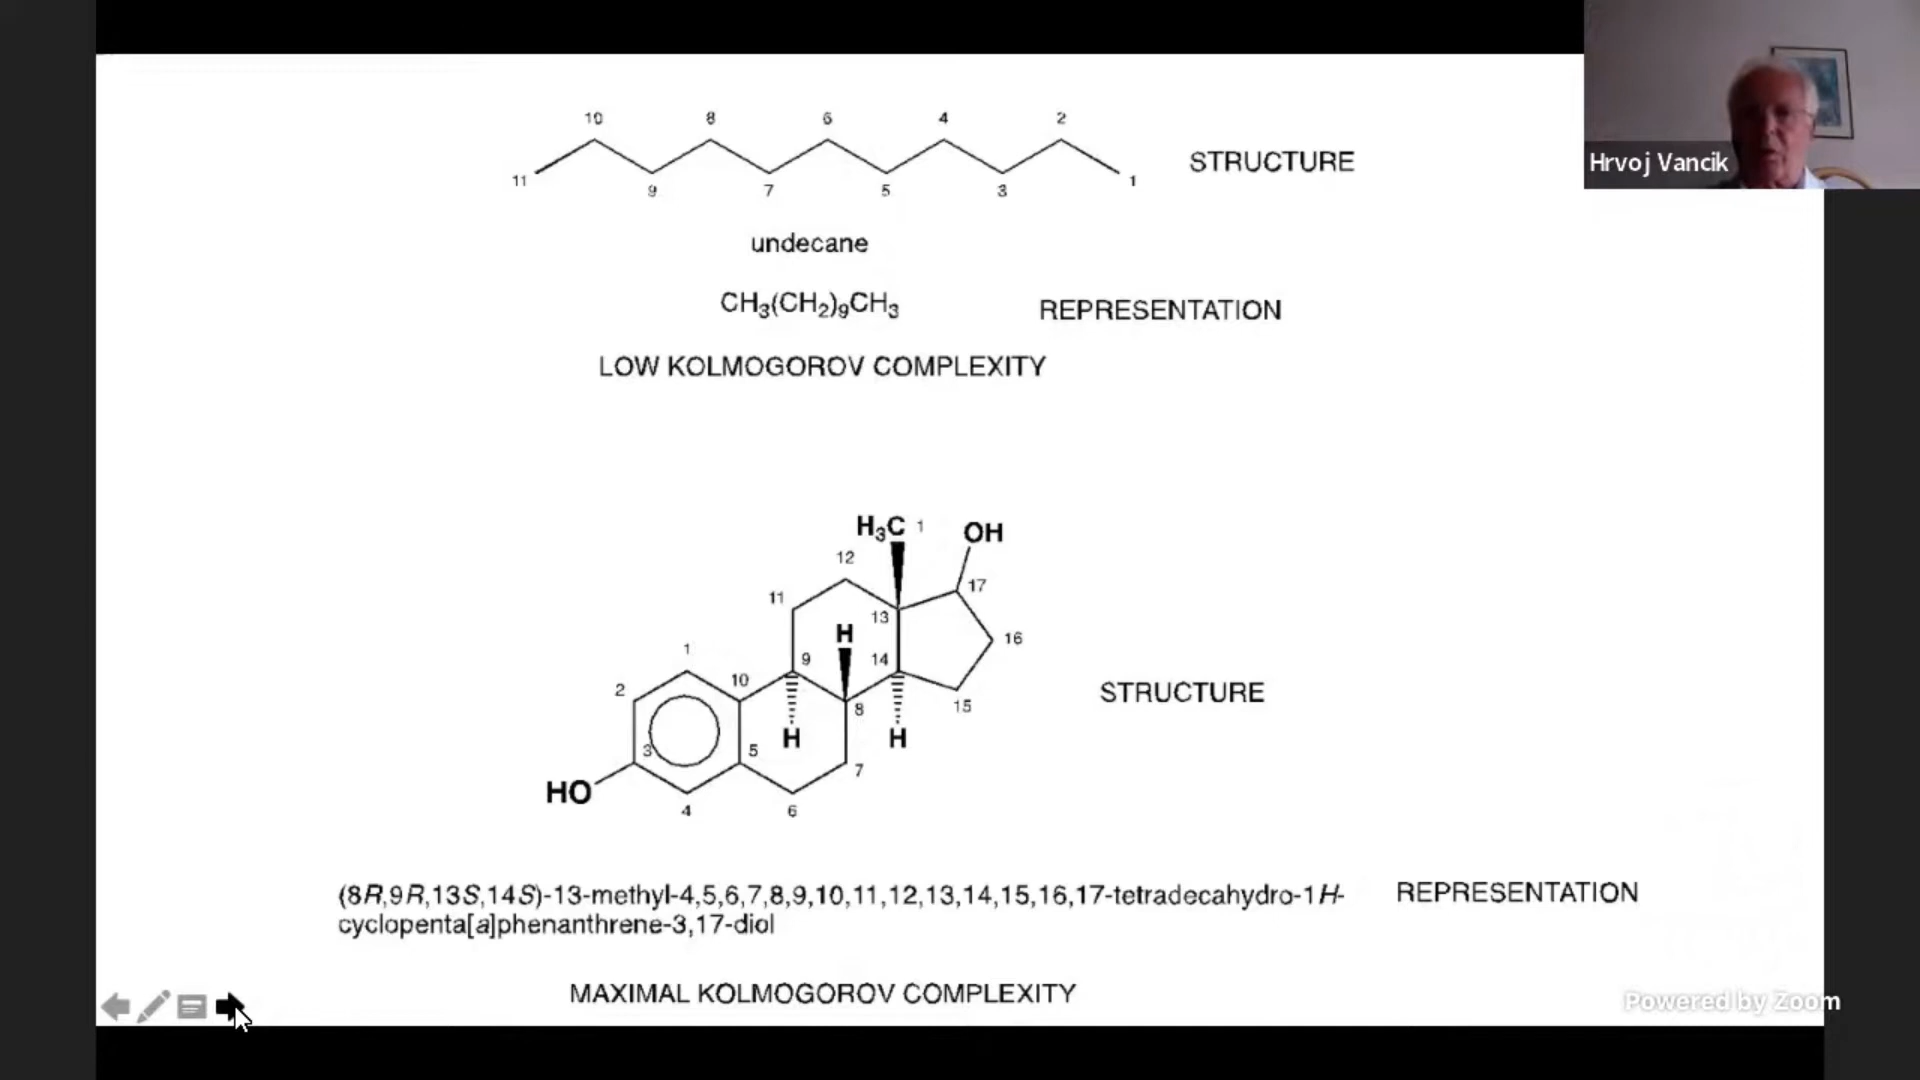 10 8 6 4 2
11 9 7 5 3 1
STRUCTURE
Hrvoj Vancik
undecane
CH₃(CH₂)₉CH₃
REPRESENTATION
LOW KOLMOGOROV COMPLEXITY
H₃C 1 OH
12
17
11
13
H
16
1 9 14
10
2
8 15
H H
3 5
7
HO
4 6
STRUCTURE
(8R,9R,13S,14S)-13-methyl-4,5,6,7,8,9,10,11,12,13,14,15,16,17-tetradecahydro-1H-
cyclopenta[a]phenanthrene-3,17-diol
REPRESENTATION
MAXIMAL KOLMOGOROV COMPLEXITY
Powered by Zoom